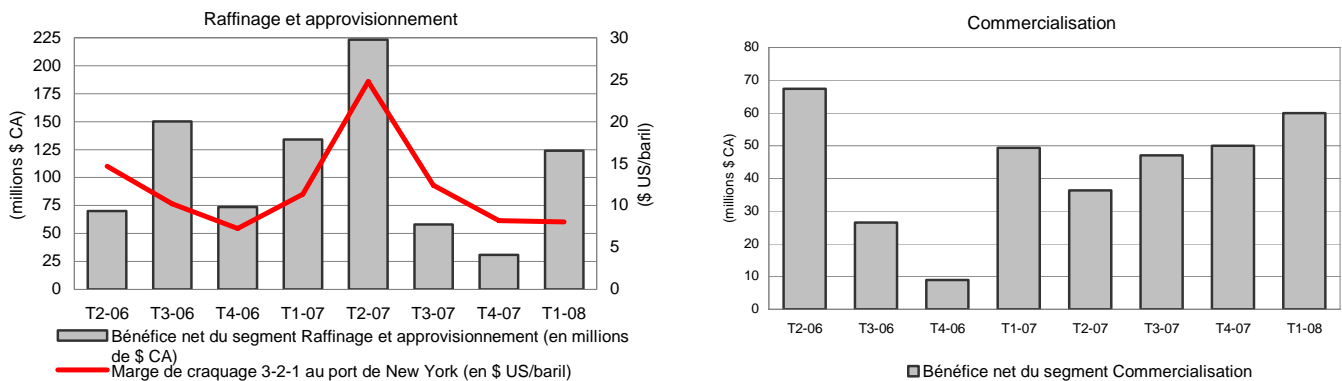 Raffinage et approvisionnement
225
200
175
150
125
100
75
50
25
0
(millions $ CA)
30
25
20
15
10
5
0
($ US/baril)
T2-06 T3-06 T4-06 T1-07 T2-07 T3-07 T4-07 T1-08
Bénéfice net du segment Raffinage et approvisionnement (en millions
de $ CA)
Marge de craquage 3-2-1 au port de New York (en $ US/baril)
Commercialisation
80
70
60
50
40
30
20
10
0
(millions $ CA)
T2-06 T3-06 T4-06 T1-07 T2-07 T3-07 T4-07 T1-08
Bénéfice net du segment Commercialisation